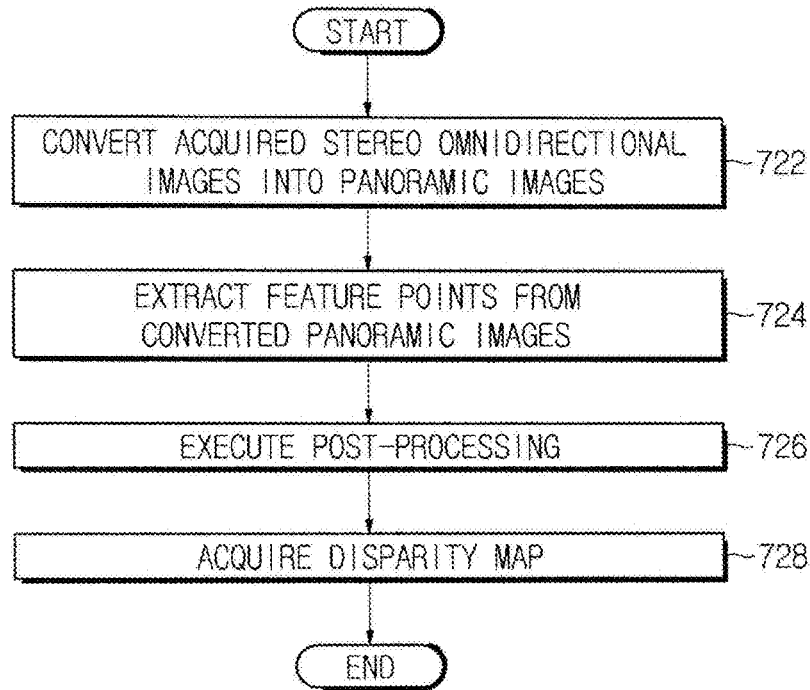 START
CONVERT ACQUIRED STEREO OMNIDIRECTIONAL
IMAGES INTO PANORAMIC IMAGES
722
EXTRACT FEATURE POINTS FROM
CONVERTED PANORAMIC IMAGES
724
EXECUTE POST-PROCESSING
726
ACQUIRE DISPARITY MAP
728
END